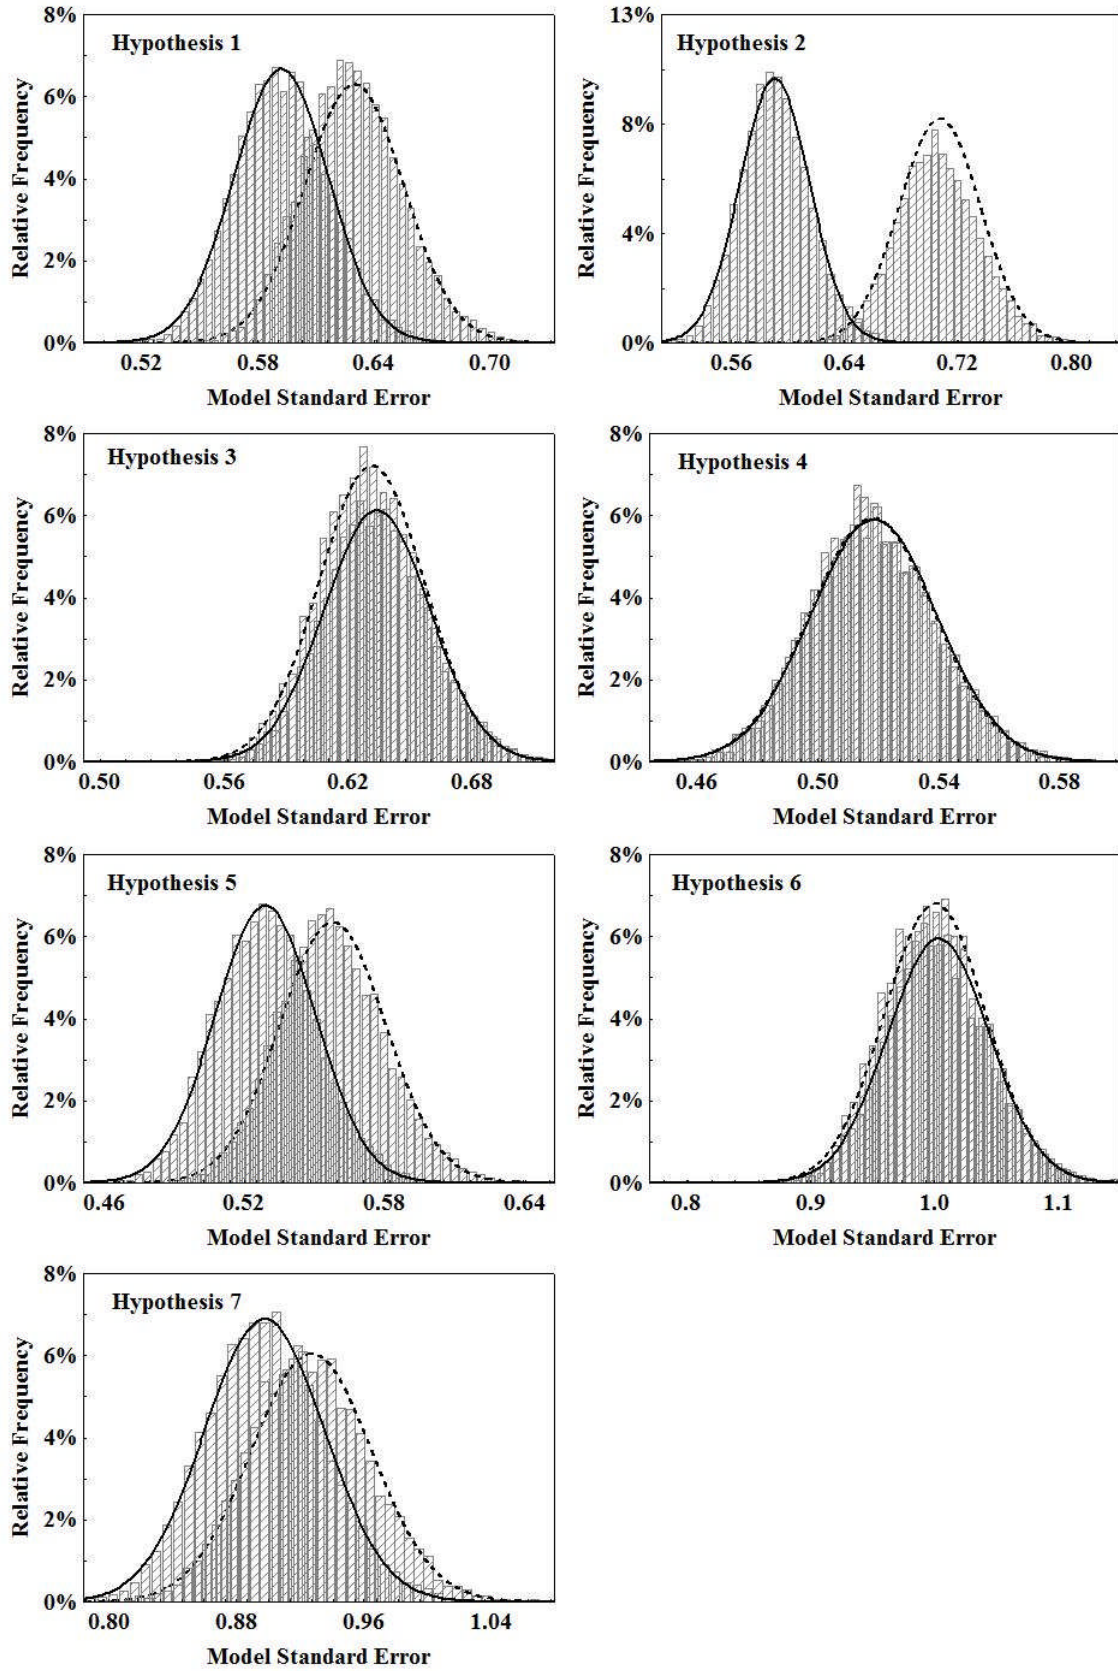 8%
Hypothesis 1
6%
4%
2%
0%
Relative Frequency
0.52 0.58 0.64 0.70
Model Standard Error
13%
Hypothesis 2
8%
4%
0%
Relative Frequency
0.56 0.64 0.72 0.80
Model Standard Error
8%
Hypothesis 3
6%
4%
2%
0%
Relative Frequency
0.50 0.56 0.62 0.68
Model Standard Error
8%
Hypothesis 4
6%
4%
2%
0%
Relative Frequency
0.46 0.50 0.54 0.58
Model Standard Error
8%
Hypothesis 5
6%
4%
2%
0%
Relative Frequency
0.46 0.52 0.58 0.64
Model Standard Error
8%
Hypothesis 6
6%
4%
2%
0%
Relative Frequency
0.8 0.9 1.0 1.1
Model Standard Error
8%
Hypothesis 7
6%
4%
2%
0%
Relative Frequency
0.80 0.88 0.96 1.04
Model Standard Error